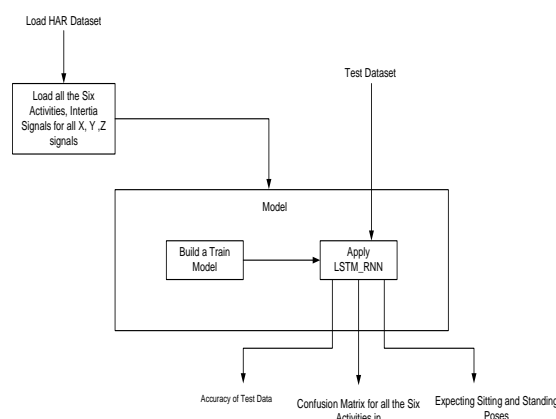 Load HAR Dataset
Test Dataset
Load all the Six
Activities, Intertia
Signals for all X, Y ,Z
signals
Model
Build a Train
Model
Apply
LSTM_RNN
Accuracy of Test Data
Confusion Matrix for all the Six
Activities in
Expecting Sitting and Standing
Poses